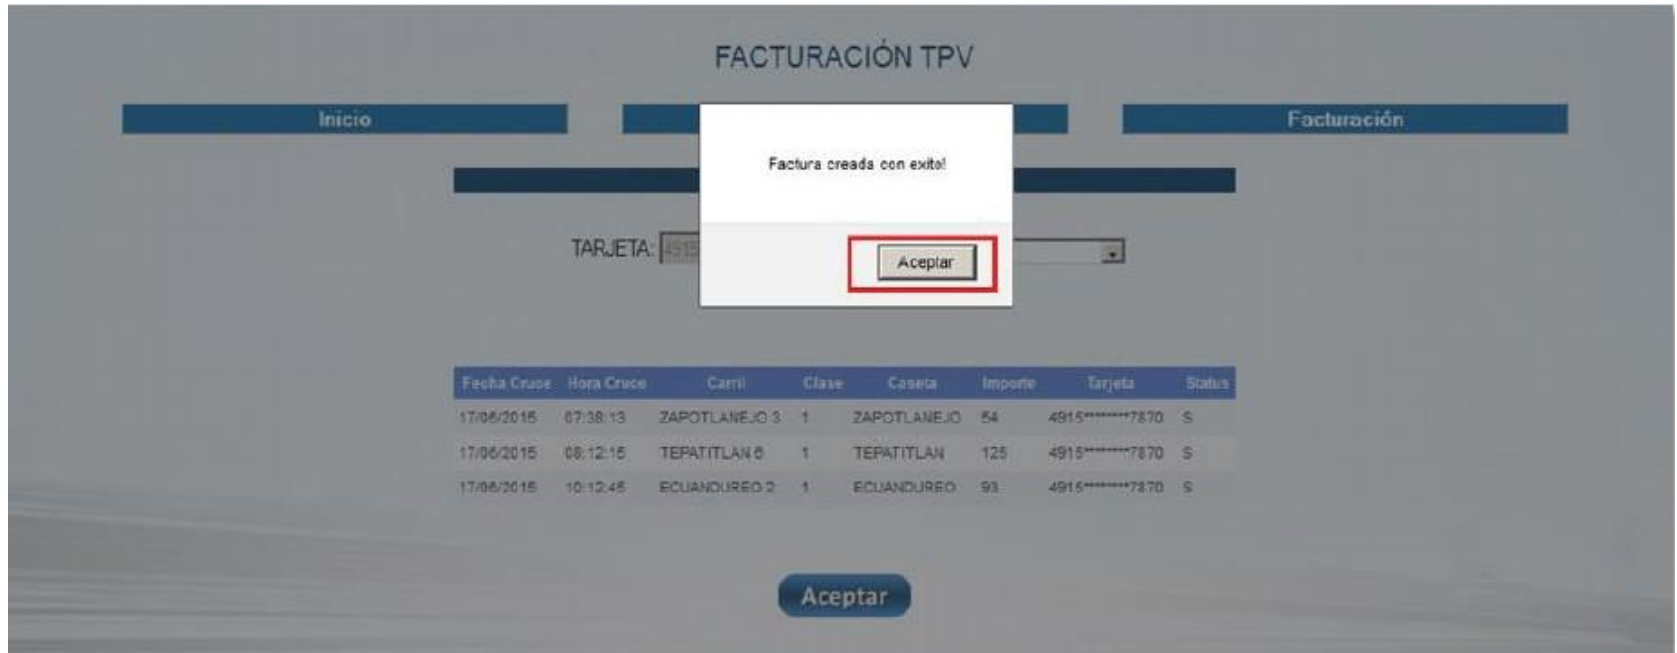 FACTURACIÓN TPV
Inicio
Facturación
Factura creada con exito!
TARJETA: 4915
Aceptar
Fecha Cruce Hora Cruce Carril Clase Caseta Importe Tarjeta Status
17/06/2015 07:38:13 ZAPOTLANEJO 3 1 ZAPOTLANEJO 54 4915********7870 S
17/06/2015 08:12:15 TEPATITLAN 6 1 TEPATITLAN 125 4915********7870 S
17/06/2015 10:12:45 ECUANDUREO 2 1 ECUANDUREO 93 4915********7870 S
Aceptar